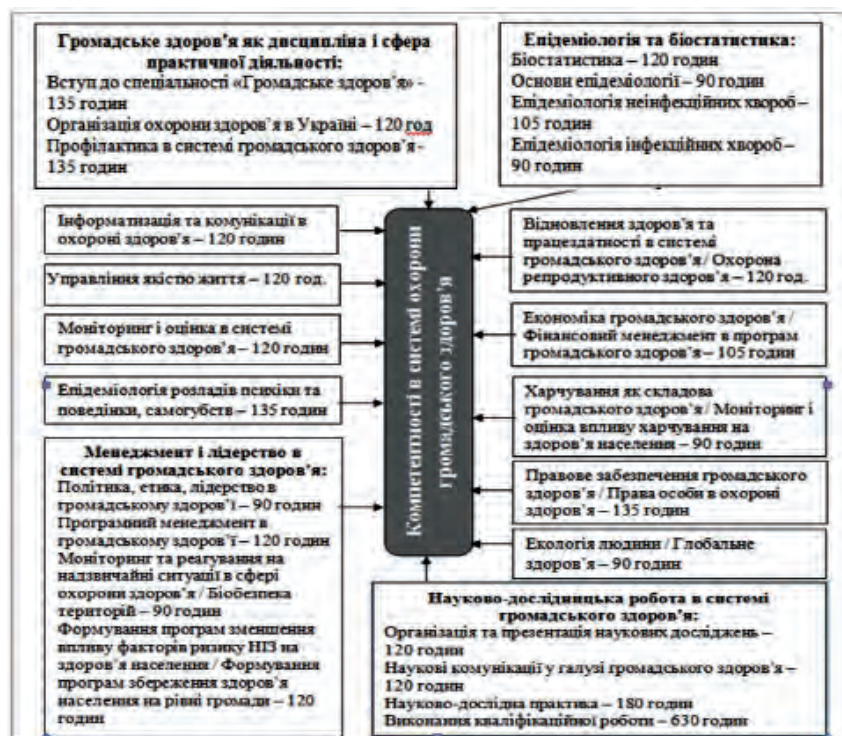 Громадське здоров'я як дисципліна і сфера
практичної діяльності:
Вступ до спеціальності «Громадське здоров'я» -
135 годин
Організація охорони здоров'я в Україні – 120 год
Профілактика в системі громадського здоров'я -
135 годин
Епідеміологія та біостатистика:
Біостатистика – 120 годин
Основи епідеміології – 90 годин
Епідеміологія неінфекційних хвороб –
105 годин
Епідеміологія інфекційних хвороб –
90 годин
Інформатизація та комунікації в
охороні здоров'я – 120 годин
Управління якістю життя – 120 год.
Моніторинг і оцінка в системі
громадського здоров'я – 120 годин
Епідеміологія розладів психіки та
поведінки, самогубств – 135 годин
Менеджмент і лідерство в
системі громадського здоров'я:
Політика, етика, лідерство в
громадському здоров'ї – 90 годин
Програмний менеджмент в
громадському здоров'ї – 120 годин
Моніторинг та реагування на
надзвичайні ситуації в сфері
охорони здоров'я / Біобезпека
територій – 90 годин
Формування програм зменшення
впливу факторів ризику НІЗ на
здоров'я населення / Формування
програм збереження здоров'я
населення на рівні громади – 120
годин
Компетентності в системі охорони
громадського здоров'я
Відновлення здоров'я та
працездатності в системі
громадського здоров'я / Охорона
репродуктивного здоров'я – 120 год.
Економіка громадського здоров'я /
Фінансовий менеджмент в програм
громадського здоров'я – 105 годин
Харчування як складова
громадського здоров'я / Моніторинг і
оцінка впливу харчування на
здоров'я населення – 90 годин
Правове забезпечення громадського
здоров'я / Права особи в охороні
здоров'я – 135 годин
Екологія людини / Глобальне
здоров'я – 90 годин
Науково-дослідницька робота в системі
громадського здоров'я:
Організація та презентація наукових досліджень –
120 годин
Наукові комунікації у галузі громадського здоров'я –
120 годин
Науково-дослідна практика – 180 годин
Виконання кваліфікаційної роботи – 630 годин